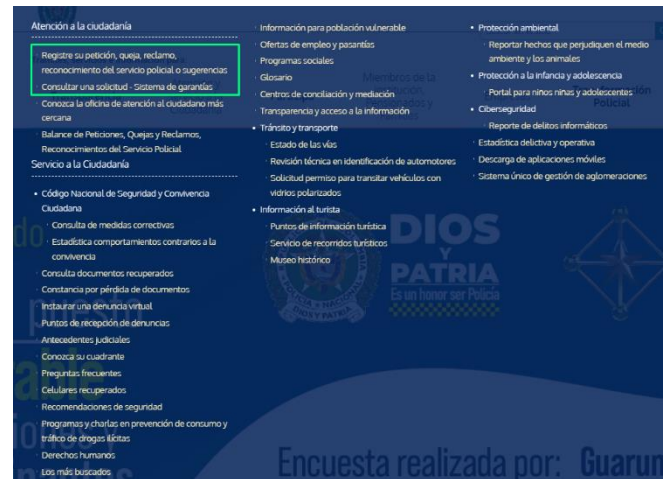 Atención a la ciudadanía
Registre su petición, queja, reclamo,
reconocimiento del servicio policial o sugerencias
Consultar una solicitud - Sistema de garantías
Conozca la oficina de atención al ciudadano más
cercana
Balance de Peticiones, Quejas y Reclamos,
Reconocimientos del Servicio Policial
Servicio a la Ciudadanía
Código Nacional de Seguridad y Convivencia
Ciudadana
Consulta de medidas correctivas
Estadística comportamientos contrarios a la
convivencia
Consulta documentos recuperados
Constancia por pérdida de documentos
Instaurar una denuncia virtual
Puntos de recepción de denuncias
Antecedentes judiciales
Conozca su cuadrante
Preguntas frecuentes
Celulares recuperados
Recomendaciones de seguridad
Programas y charlas en prevención de consumo y
tráfico de drogas ilícitas
Derechos humanos
Los más buscados
Información para población vulnerable
Ofertas de empleo y pasantías
Programas sociales
Glosario
Centros de conciliación y mediación
Transparencia y acceso a la información
Tránsito y transporte
Estado de las vías
Revisión técnica en identificación de automotores
Solicitud permiso para transitar vehículos con
vidrios polarizados
Información al turista
Puntos de información turística
Servicio de recorridos turísticos
Museo histórico
Protección ambiental
Reportar hechos que perjudiquen el medio
ambiente y los animales
Protección a la infancia y adolescencia
Portal para niños niñas y adolescentes
Ciberseguridad
Reporte de delitos informáticos
Estadística delictiva y operativa
Descarga de aplicaciones móviles
Sistema único de gestión de aglomeraciones
Miembros de la
Policial
DIOS
Y
PATRIA
Es un honor ser Policía
puesto
Encuesta realizada por: Guarum